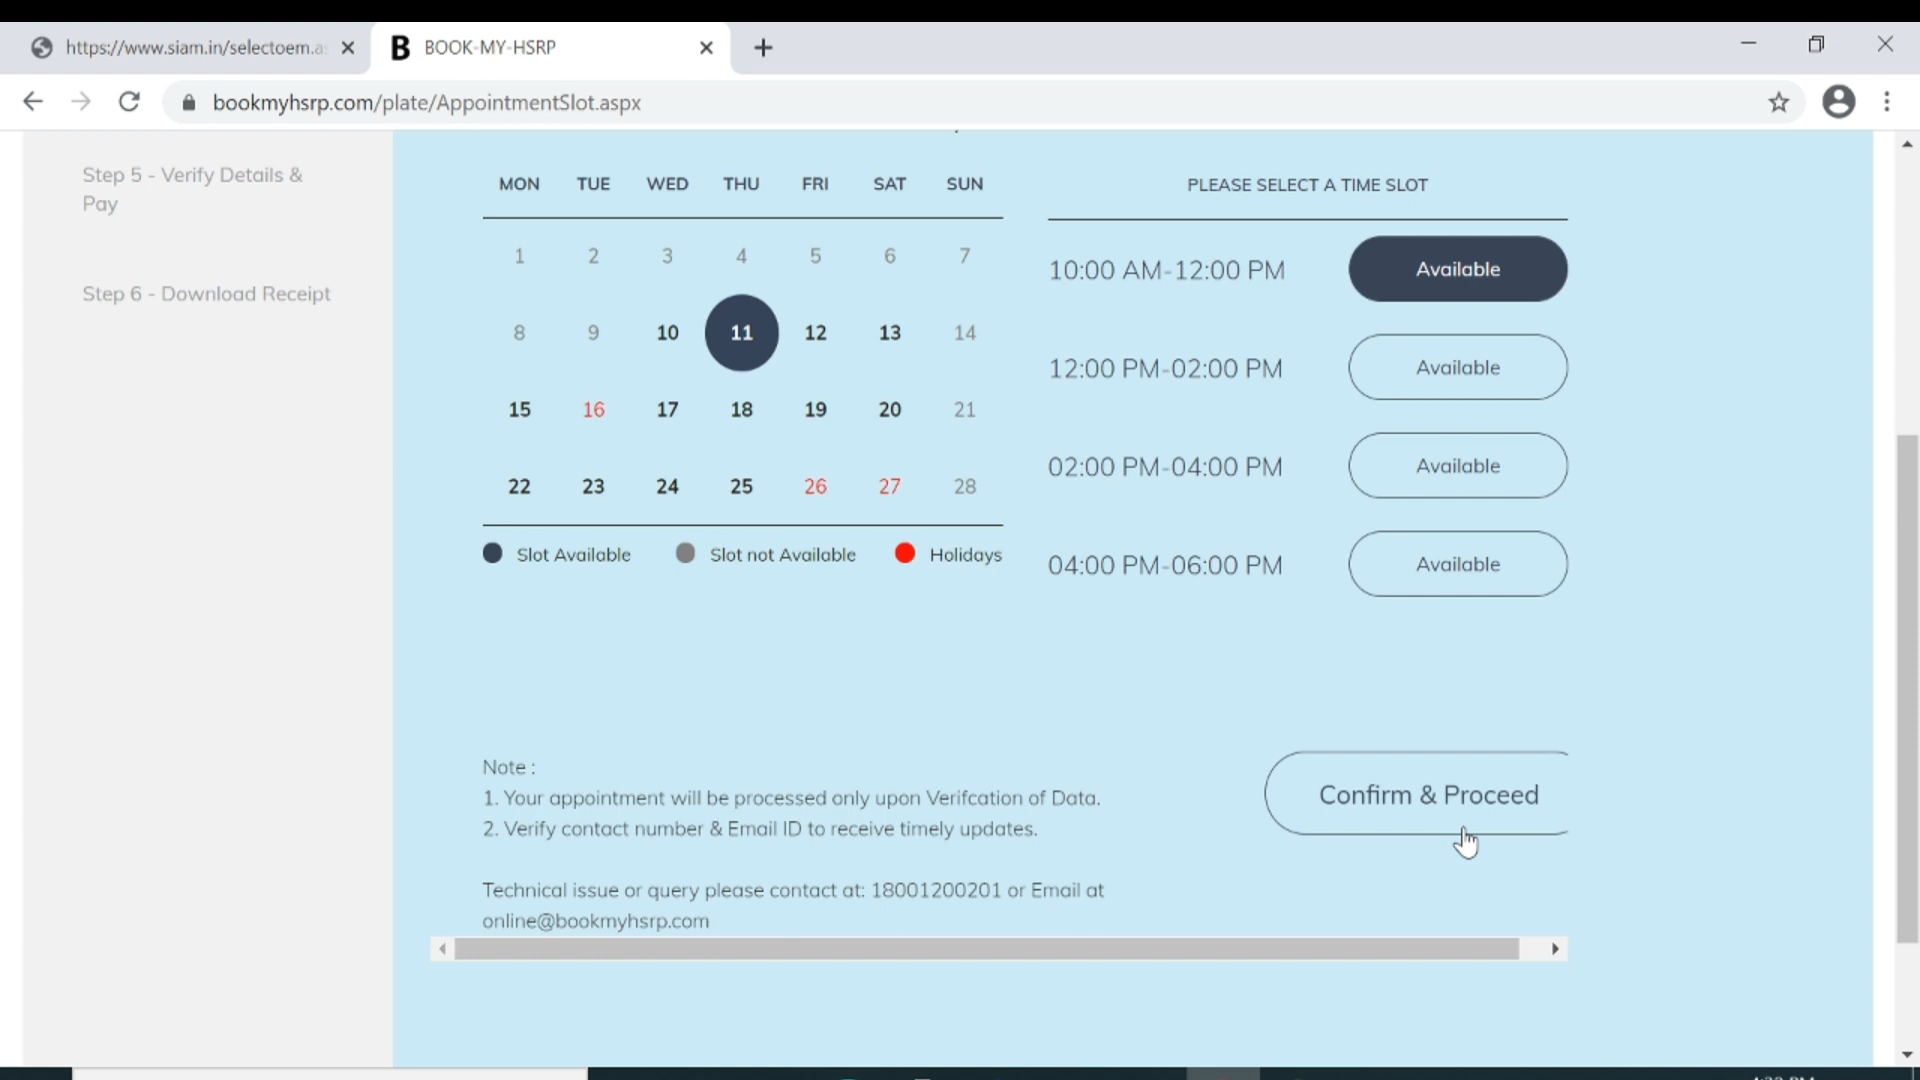 https://www.siam.in/selectoem.as
BOOK-MY-HSRP
bookmyhsrp.com/plate/AppointmentSlot.aspx
Step 5 - Verify Details &
Pay
Step 6 - Download Receipt
MON TUE WED THU FRI SAT SUN
1 2 3 4 5 6 7
8 9 10 11 12 13 14
15 16 17 18 19 20 21
22 23 24 25 26 27 28
Slot Available Slot not Available Holidays
PLEASE SELECT A TIME SLOT
10:00 AM-12:00 PM Available
12:00 PM-02:00 PM Available
02:00 PM-04:00 PM Available
04:00 PM-06:00 PM Available
Note :
1. Your appointment will be processed only upon Verifcation of Data.
2. Verify contact number & Email ID to receive timely updates.
Confirm & Proceed
Technical issue or query please contact at: 18001200201 or Email at
online@bookmyhsrp.com